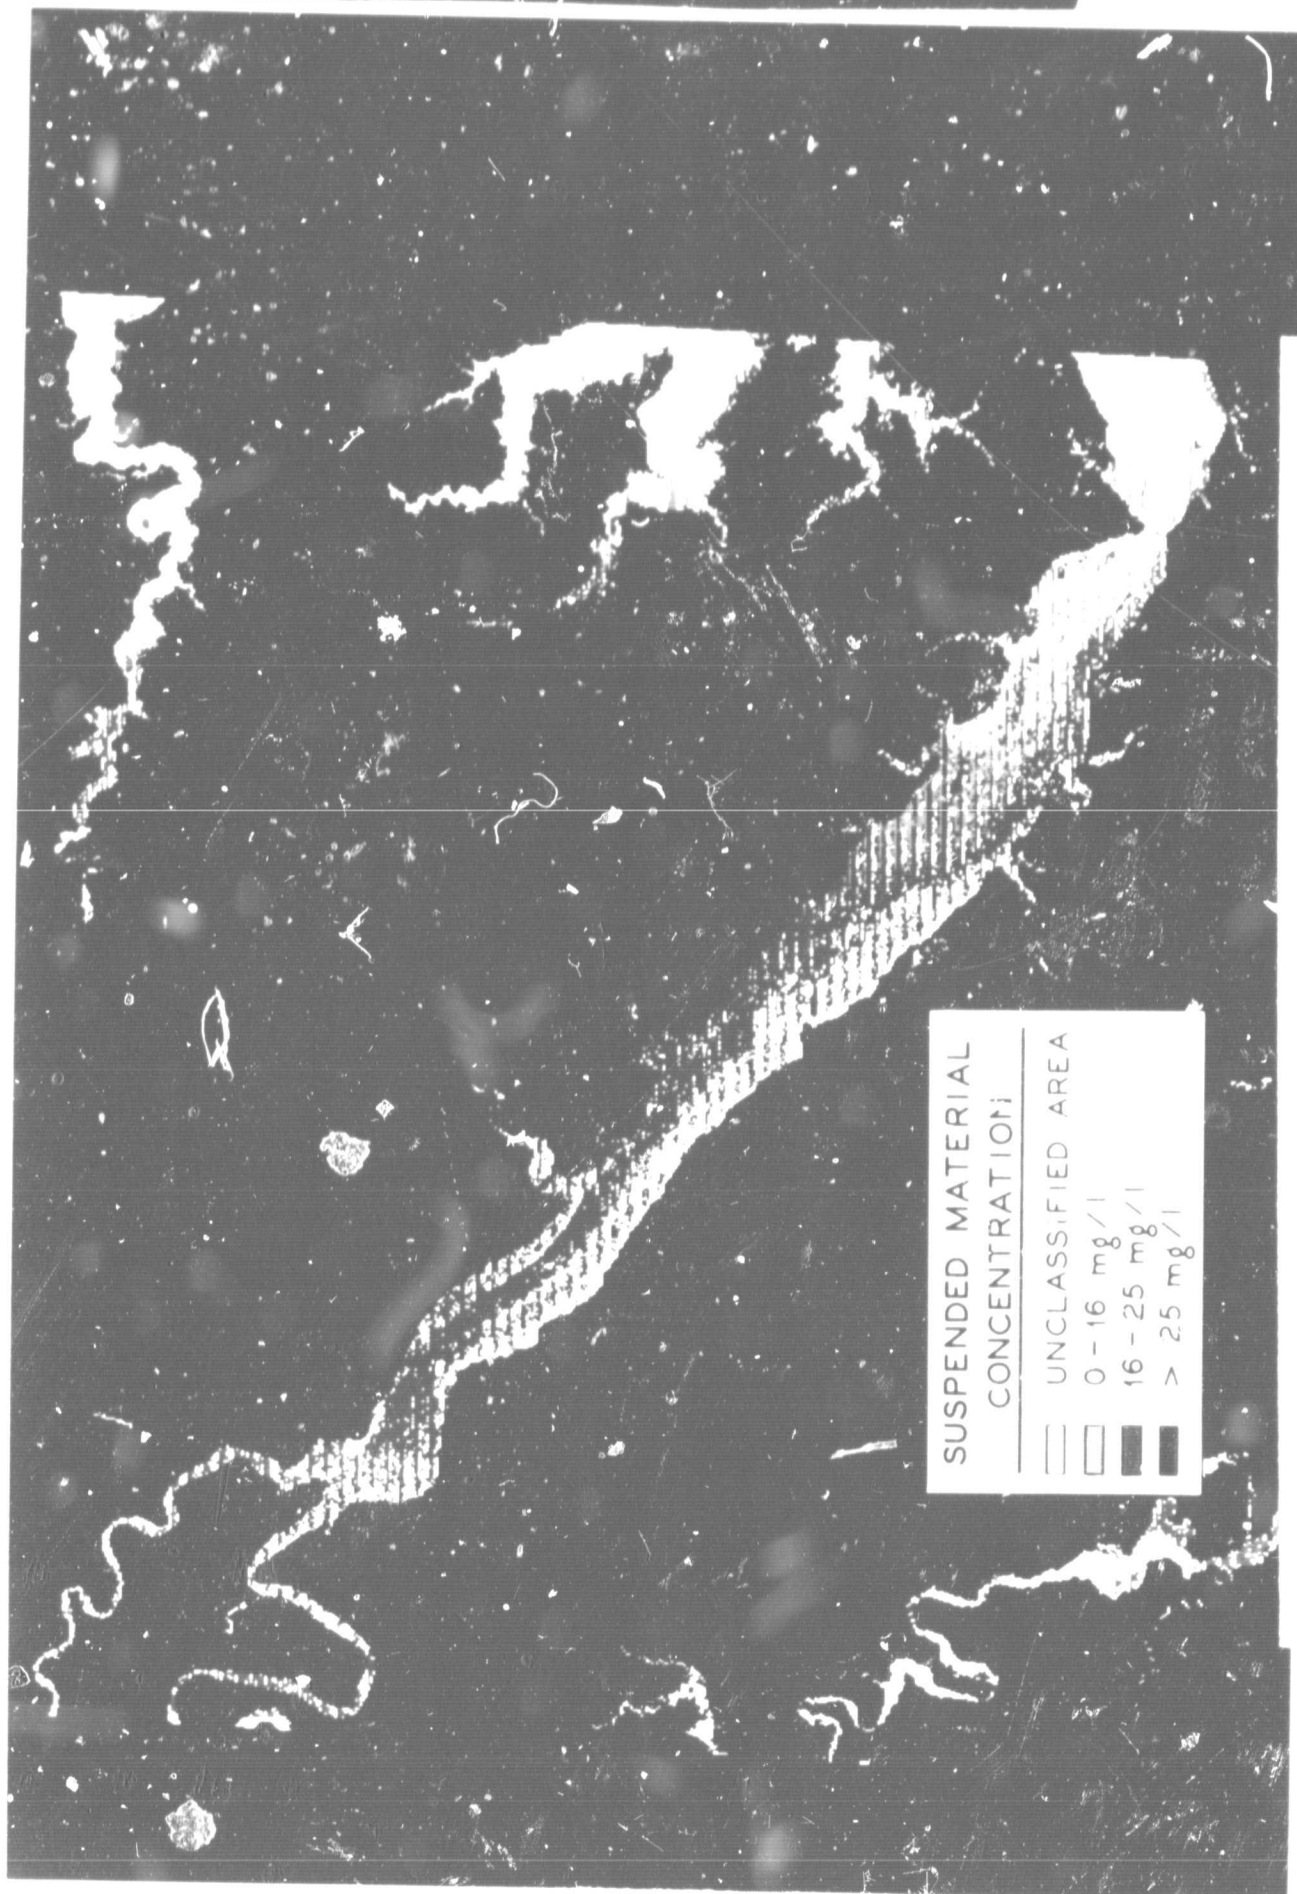 SUSPENDED MATERIAL
CONCENTRATION
UNCLASSIFIED AREA
0-16 mg/l
16-25 mg/l
> 25 mg/l